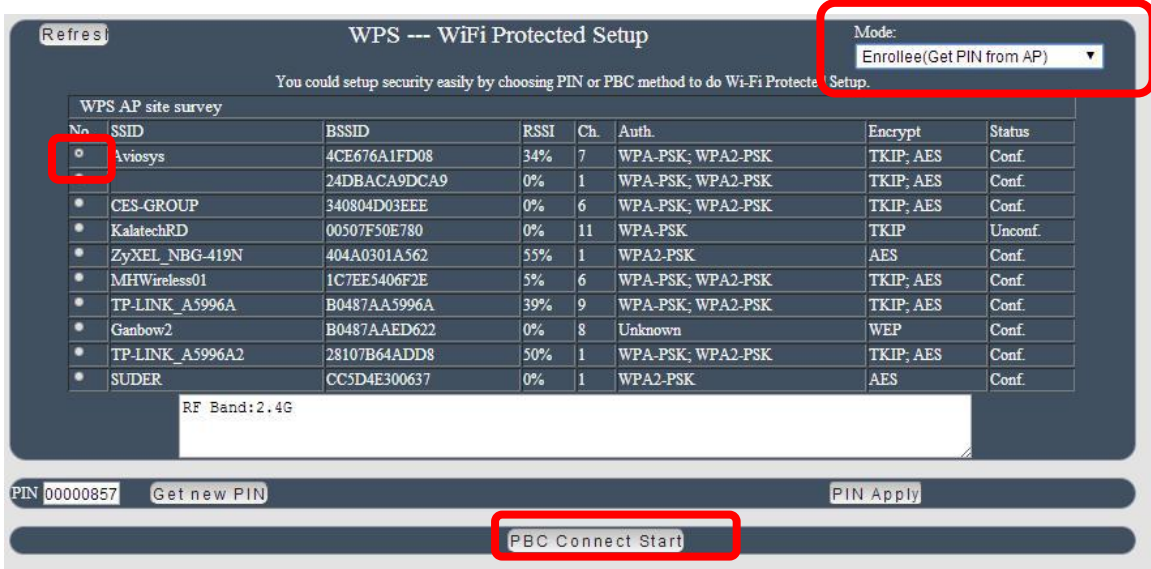 Refresh WPS --- WiFi Protected Setup Mode:
Enrollee(Get PIN from AP)
You could setup security easily by choosing PIN or PBC method to do Wi-Fi Protected Setup.
WPS AP site survey
No. SSID BSSID RSSI Ch. Auth. Encrypt Status
Aviosys 4CE676A1FD08 34% 7 WPA-PSK; WPA2-PSK TKIP; AES Conf.
24DBACA9DCA9 0% 1 WPA-PSK; WPA2-PSK TKIP; AES Conf.
CES-GROUP 340804D03EEE 0% 6 WPA-PSK; WPA2-PSK TKIP; AES Conf.
KalatechRD 00507F50E780 0% 11 WPA-PSK TKIP Unconf.
ZyXEL_NBG-419N 404A0301A562 55% 1 WPA2-PSK AES Conf.
MHWireless01 1C7EE5406F2E 5% 6 WPA-PSK; WPA2-PSK TKIP; AES Conf.
TP-LINK_A5996A B0487AA5996A 39% 9 WPA-PSK; WPA2-PSK TKIP; AES Conf.
Ganbow2 B0487AAED622 0% 8 Unknown WEP Conf.
TP-LINK_A5996A2 28107B64ADD8 50% 1 WPA-PSK; WPA2-PSK TKIP; AES Conf.
SUDER CC5D4E300637 0% 1 WPA2-PSK AES Conf.
RF Band:2.4G
PIN 00000857 Get new PIN PIN Apply
PBC Connect Start